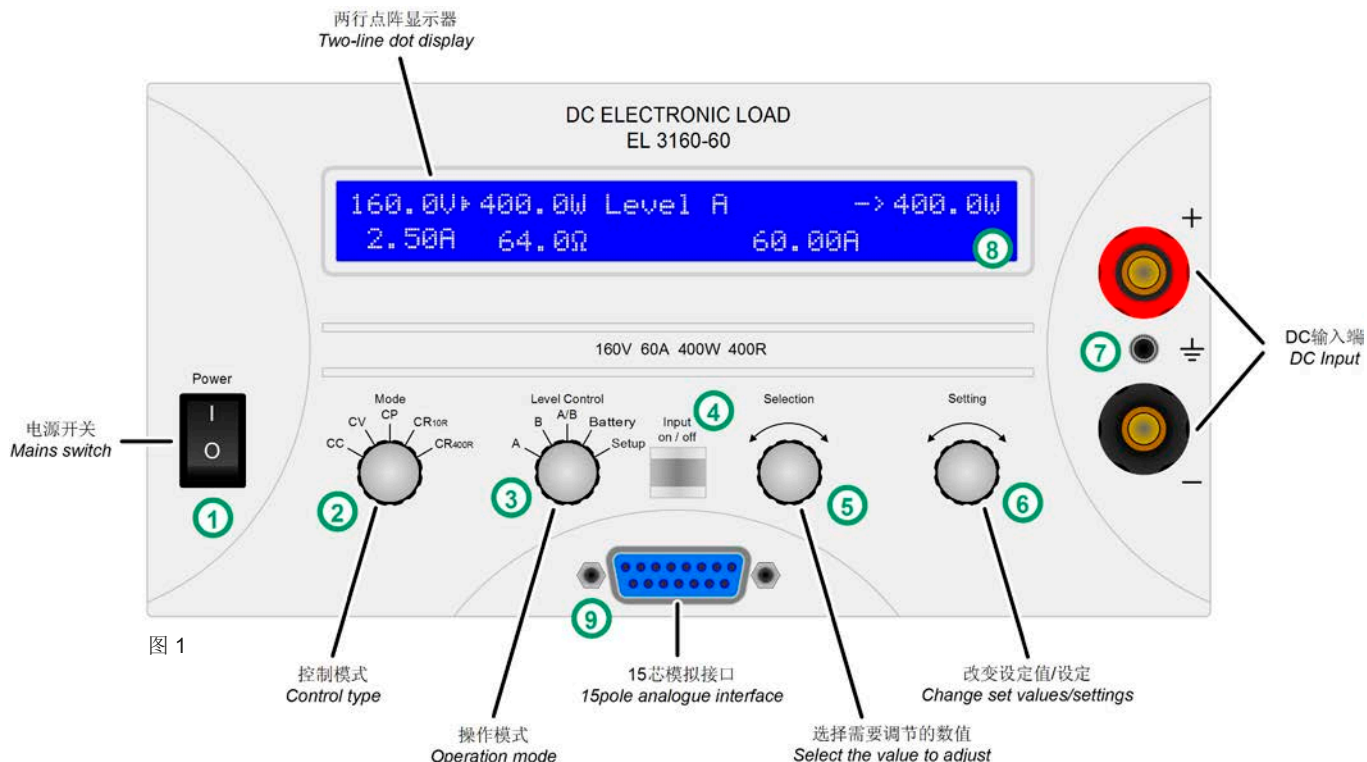 两行点阵显示器
Two-line dot display
DC ELECTRONIC LOAD
EL 3160-60
160.0V 400.0W Level A -> 400.0W
2.50A 64.0Ω 60.00A
8
+
7
DC输入端
DC Input
−
160V 60A 400W 400R
Power
I
O
电源开关
Mains switch
1
Mode
CC CV CP CR10R CR400R
2
Level Control
A B A/B Battery Setup
3
4
Input
on / off
Selection
5
Setting
6
9
图 1
控制模式
Control type
操作模式
Operation mode
15芯模拟接口
15pole analogue interface
选择需要调节的数值
Select the value to adjust
改变设定值/设定
Change set values/settings